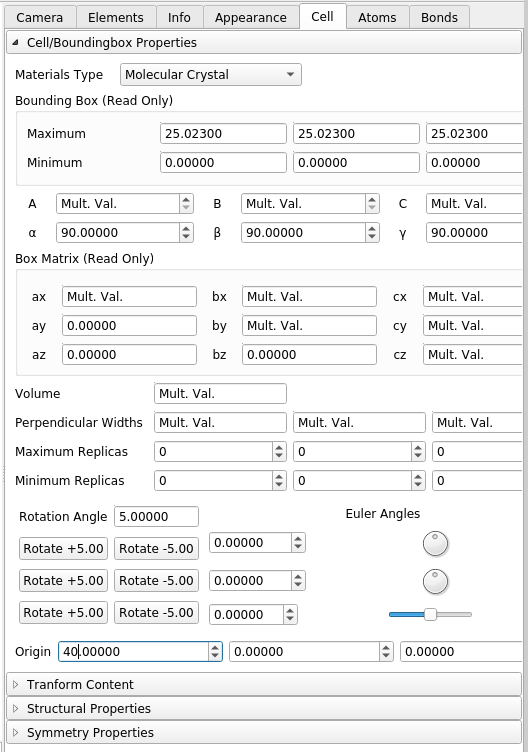 Camera Elements Info Appearance Cell Atoms Bonds
Cell/Boundingbox Properties
Materials Type Molecular Crystal
Bounding Box (Read Only)
Maximum 25.02300 25.02300 25.02300
Minimum 0.00000 0.00000 0.00000
A Mult. Val. B Mult. Val. C Mult. Val.
α 90.00000 β 90.00000 γ 90.00000
Box Matrix (Read Only)
ax Mult. Val. bx Mult. Val. cx Mult. Val.
ay 0.00000 by Mult. Val. cy Mult. Val.
az 0.00000 bz 0.00000 cz Mult. Val.
Volume Mult. Val.
Perpendicular Widths Mult. Val. Mult. Val. Mult. Val.
Maximum Replicas 0 0 0
Minimum Replicas 0 0 0
Rotation Angle 5.00000 Euler Angles
Rotate +5.00 Rotate -5.00 0.00000
Rotate +5.00 Rotate -5.00 0.00000
Rotate +5.00 Rotate -5.00 0.00000
Origin 40.00000 0.00000 0.00000
Tranform Content
Structural Properties
Symmetry Properties